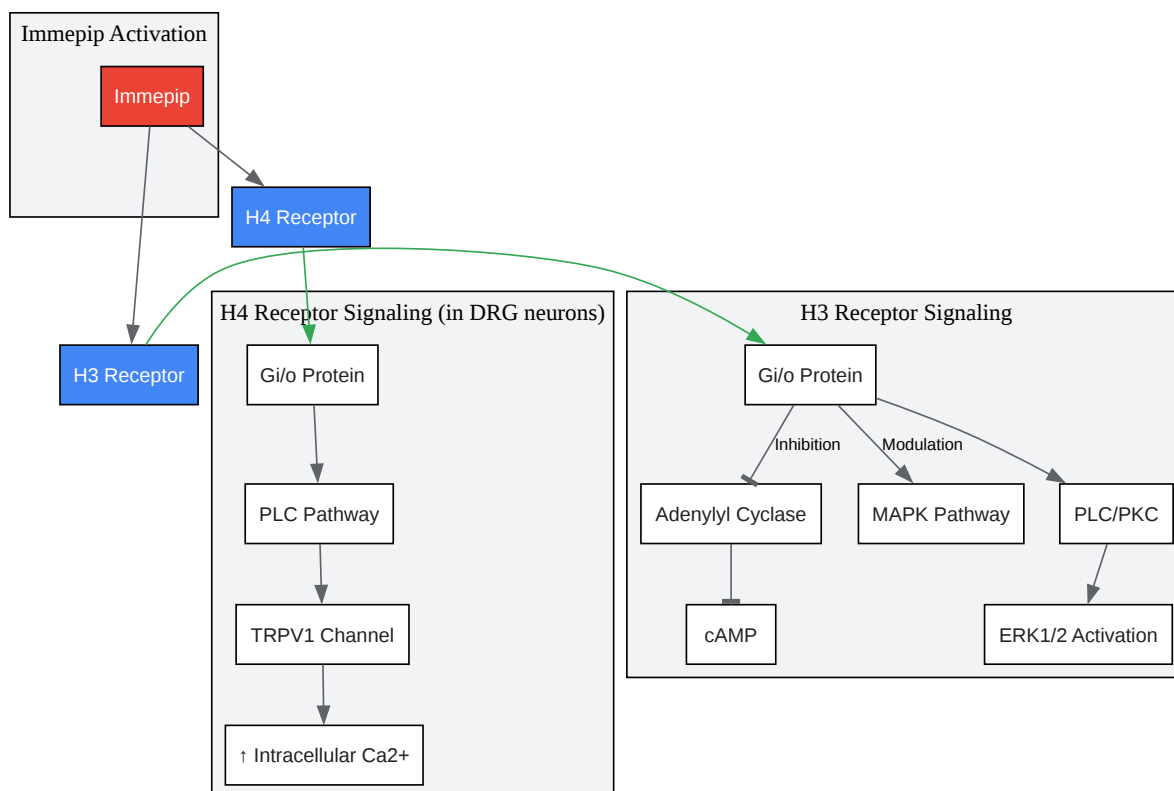 Immepip Activation
Immepip
H4 Receptor
H3 Receptor
H4 Receptor Signaling (in DRG neurons)
Gi/o Protein
PLC Pathway
TRPV1 Channel
↑ Intracellular Ca2+
H3 Receptor Signaling
Gi/o Protein
Inhibition
Modulation
Adenylyl Cyclase
MAPK Pathway
PLC/PKC
cAMP
ERK1/2 Activation